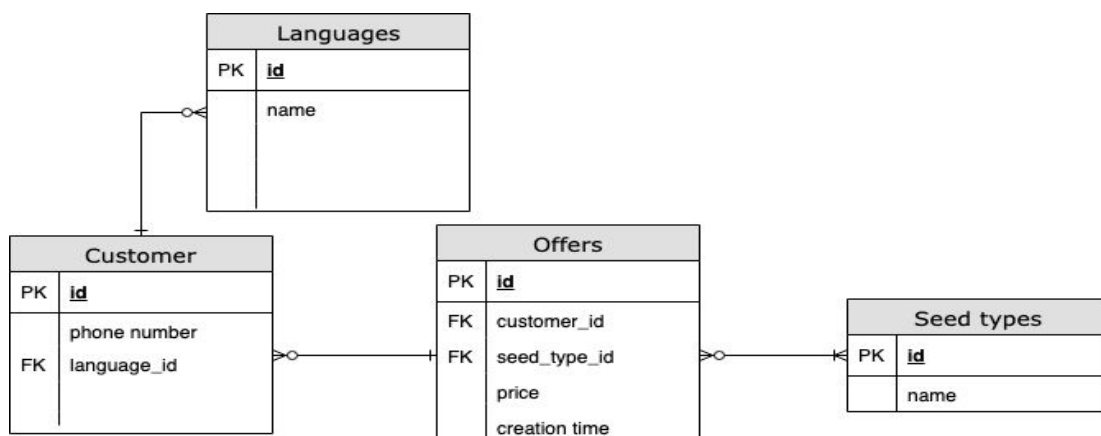 Languages
PK id
name
Customer
PK id
phone number
FK language_id
Offers
PK id
FK customer_id
FK seed_type_id
price
creation time
Seed types
PK id
name